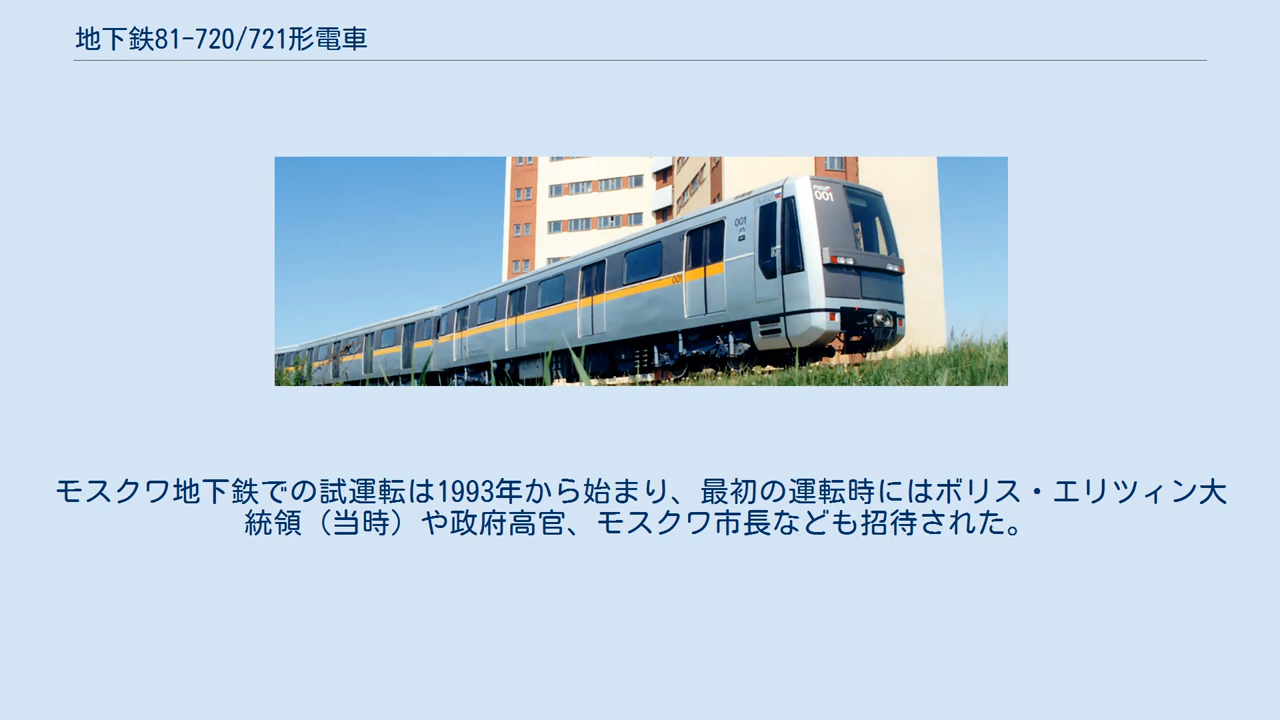 地下鉄81-720/721形電車
001
001
001
モスクワ地下鉄での試運転は1993年から始まり、最初の運転時にはボリス・エリツィン大
統領（当時）や政府高官、モスクワ市長なども招待された。